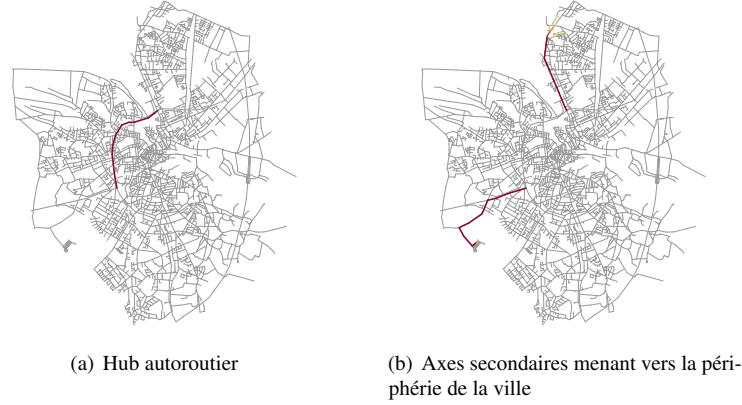 (a) Hub autoroutier
(b) Axes secondaires menant vers la péri-
phérie de la ville